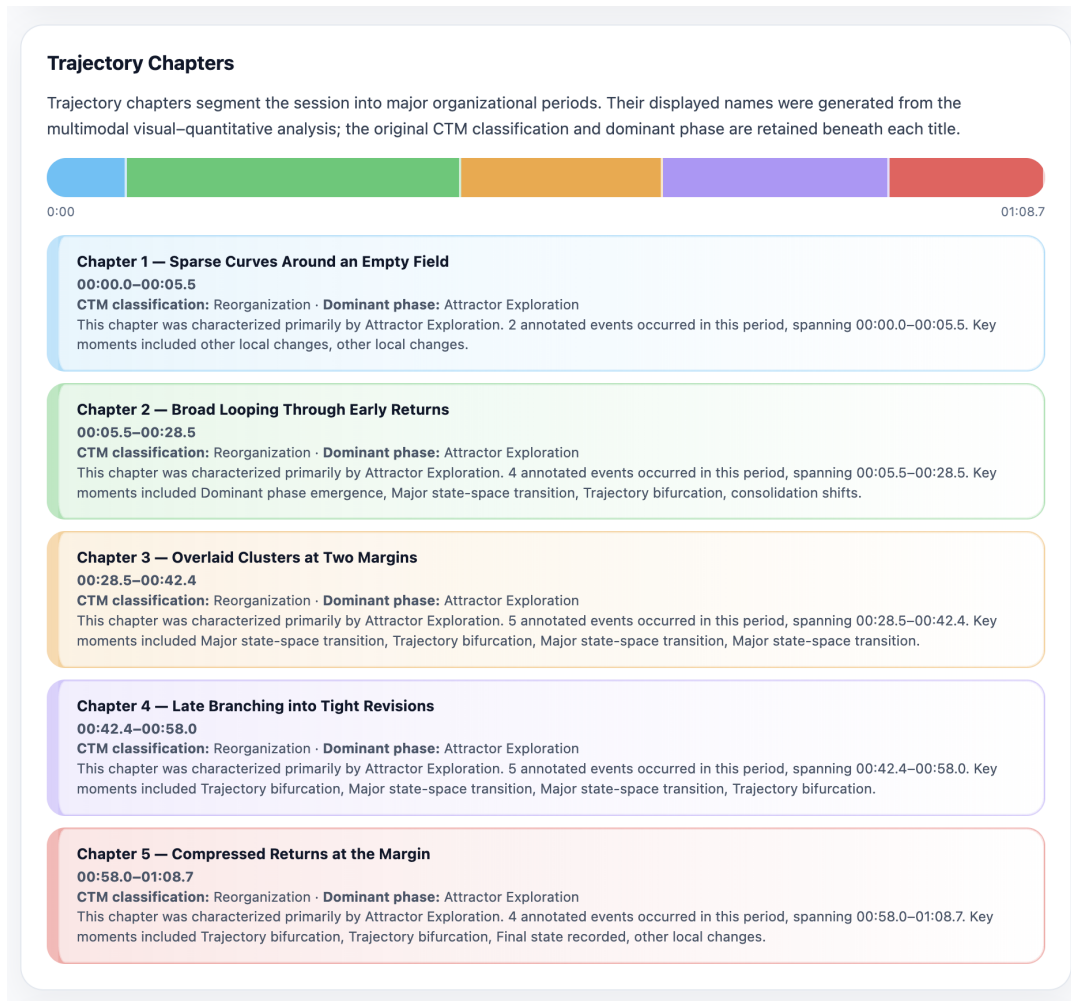 Trajectory Chapters
Trajectory chapters segment the session into major organizational periods. Their displayed names were generated from the
multimodal visual–quantitative analysis; the original CTM classification and dominant phase are retained beneath each title.
0:00
01:08.7
Chapter 1 — Sparse Curves Around an Empty Field
00:00.0–00:05.5
CTM classification: Reorganization · Dominant phase: Attractor Exploration
This chapter was characterized primarily by Attractor Exploration. 2 annotated events occurred in this period, spanning 00:00.0–00:05.5. Key
moments included other local changes, other local changes.
Chapter 2 — Broad Looping Through Early Returns
00:05.5–00:28.5
CTM classification: Reorganization · Dominant phase: Attractor Exploration
This chapter was characterized primarily by Attractor Exploration. 4 annotated events occurred in this period, spanning 00:05.5–00:28.5. Key
moments included Dominant phase emergence, Major state-space transition, Trajectory bifurcation, consolidation shifts.
Chapter 3 — Overlaid Clusters at Two Margins
00:28.5–00:42.4
CTM classification: Reorganization · Dominant phase: Attractor Exploration
This chapter was characterized primarily by Attractor Exploration. 5 annotated events occurred in this period, spanning 00:28.5–00:42.4. Key
moments included Major state-space transition, Trajectory bifurcation, Major state-space transition, Major state-space transition.
Chapter 4 — Late Branching into Tight Revisions
00:42.4–00:58.0
CTM classification: Reorganization · Dominant phase: Attractor Exploration
This chapter was characterized primarily by Attractor Exploration. 5 annotated events occurred in this period, spanning 00:42.4–00:58.0. Key
moments included Trajectory bifurcation, Major state-space transition, Major state-space transition, Trajectory bifurcation.
Chapter 5 — Compressed Returns at the Margin
00:58.0–01:08.7
CTM classification: Reorganization · Dominant phase: Attractor Exploration
This chapter was characterized primarily by Attractor Exploration. 4 annotated events occurred in this period, spanning 00:58.0–01:08.7. Key
moments included Trajectory bifurcation, Trajectory bifurcation, Final state recorded, other local changes.